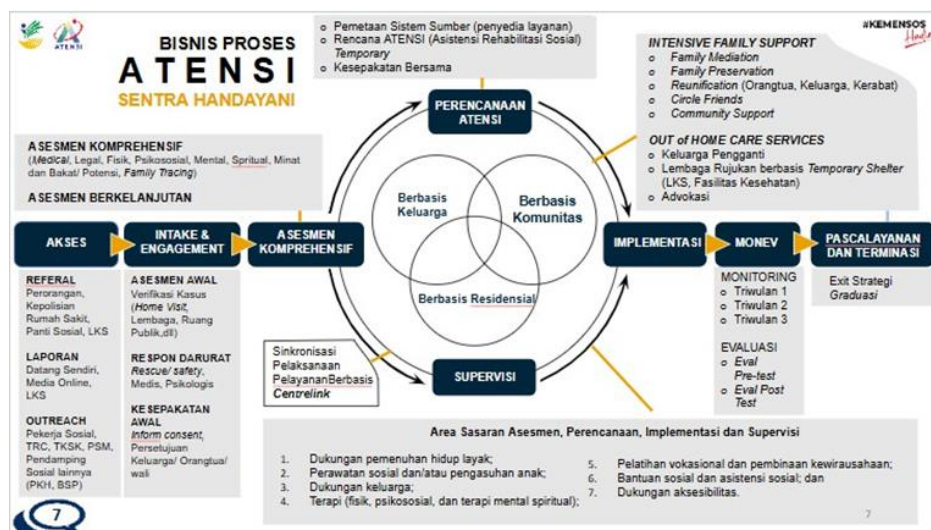 ATENSI
BISNIS PROSES
ATENSI
SENTRA HANDAYANI
o Pemetaan Sistem Sumber (penyedia layanan)
o Rencana ATENSI (Asistensi Rehabilitasi Sosial)
Temporary
o Kesepakatan Bersama
#KEMENSOS
Hadir
INTENSIVE FAMILY SUPPORT
o Family Mediation
o Family Preservation
o Reunification (Orangtua, Keluarga, Kerabat)
o Circle Friends
o Community Support
OUT of HOME CARE SERVICES
o Keluarga Pengganti
o Lembaga Rujukan berbasis Temporary Shelter
(LKS, Fasilitas Kesehatan)
o Advokasi
ASESMEN KOMPREHENSIF
(Medical, Legal, Fisik, Psikososial, Mental, Spritual, Minat
dan Bakat/ Potensi, Family Tracing)
ASESMEN BERKELANJUTAN
PERENCANAAN
ATENSI
Berbasis
Keluarga
Berbasis
Komunitas
Berbasis Residensial
AKSES
INTAKE &
ENGAGEMENT
ASESMEN
KOMPREHENSIF
IMPLEMENTASI
MONEV
PASCALAYANAN
DAN TERMINASI
REFERAL
Perorangan,
Kepolisian
Rumah Sakit,
Panti Sosial, LKS
LAPORAN
Datang Sendiri,
Media Online,
LKS
OUTREACH
Pekerja Sosial,
TRC, TKSK, PSM,
Pendamping
Sosial lainnya
(PKH, BSP)
ASESMEN AWAL
Verifikasi Kasus
(Home Visit,
Lembaga, Ruang
Publik,dll)
RESPON DARURAT
Rescue/ safety,
Medis, Psikologis
KESEPAKATAN
AWAL
Inform consent,
Persetujuan
Keluarga/ Orangtua/
wali
MONITORING
o Triwulan 1
o Triwulan 2
o Triwulan 3
EVALUASI
o Eval
Pre-test
o Eval Post
Test
Exit Strategi
Graduasi
Sinkronisasi
Pelaksanaan
PelayananBerbasis
Centrelink
SUPERVISI
Area Sasaran Asesmen, Perencanaan, Implementasi dan Supervisi
1. Dukungan pemenuhan hidup layak;
2. Perawatan sosial dan/atau pengasuhan anak;
3. Dukungan keluarga;
4. Terapi (fisik, psikososial, dan terapi mental spiritual);
5. Pelatihan vokasional dan pembinaan kewirausahaan;
6. Bantuan sosial dan asistensi sosial; dan
7. Dukungan aksesibilitas.
7
7